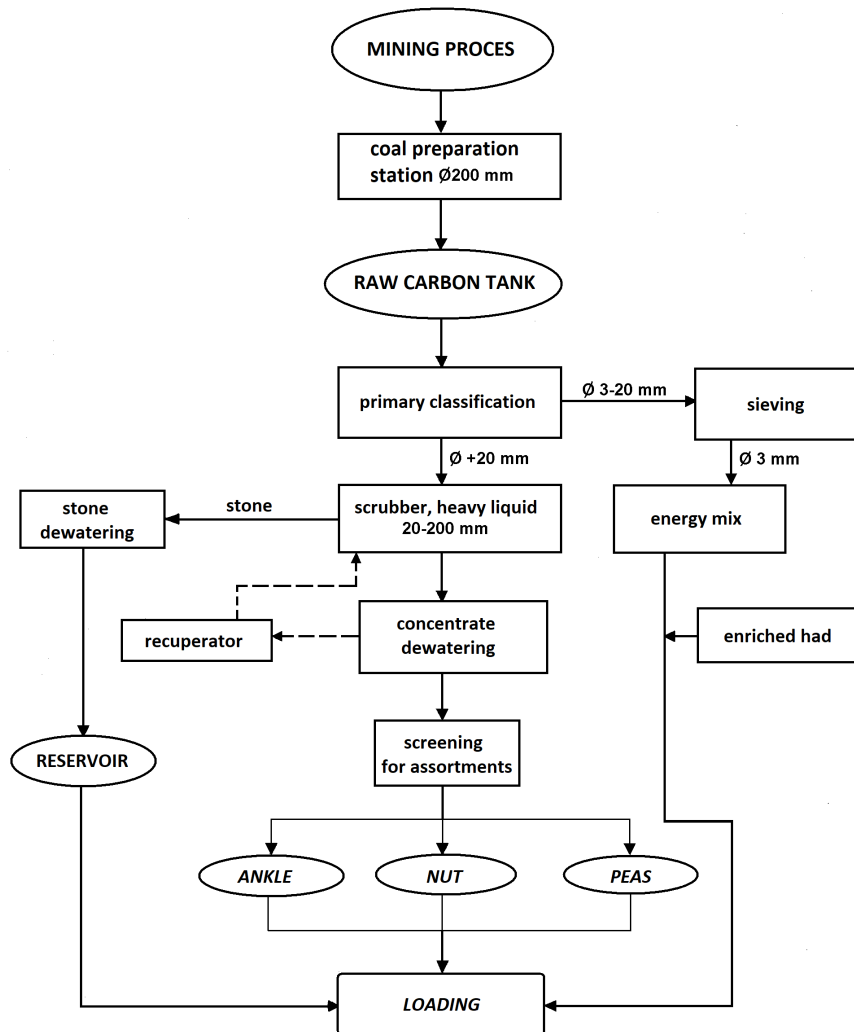 MINING PROCES
coal preparation
station Ø200 mm
RAW CARBON TANK
primary classification
Ø 3-20 mm
sieving
Ø +20 mm
Ø 3 mm
stone
dewatering
stone
scrubber, heavy liquid
20-200 mm
energy mix
recuperator
concentrate
dewatering
enriched had
screening
for assortments
RESERVOIR
ANKLE
NUT
PEAS
LOADING